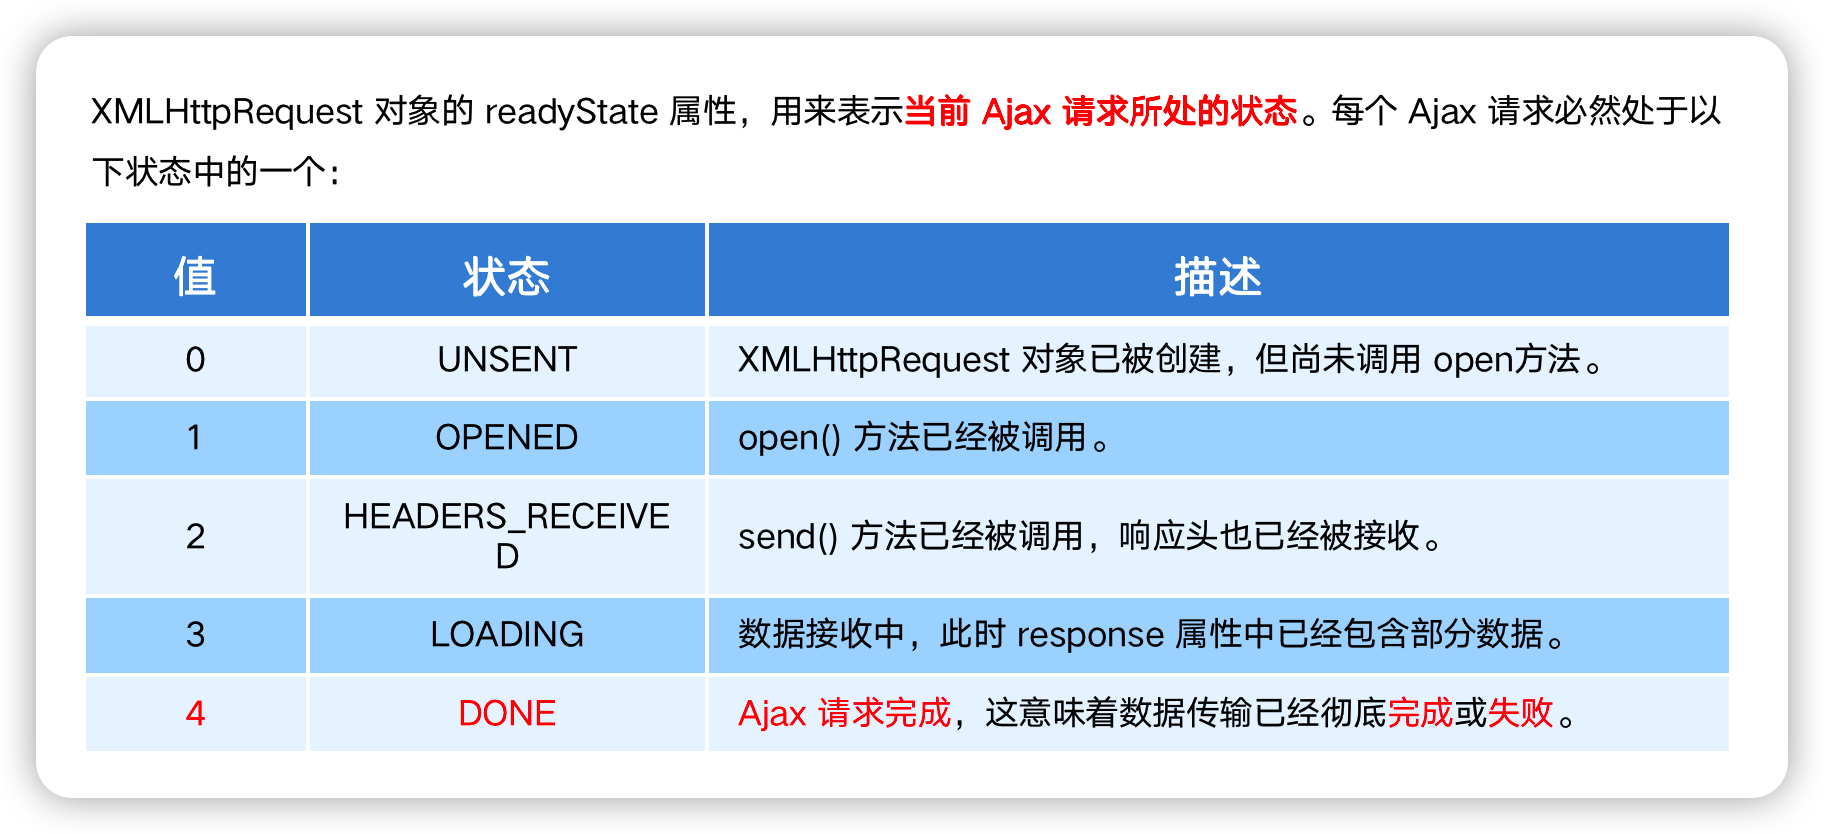 XMLHttpRequest 对象的 readyState 属性，用来表示当前 Ajax 请求所处的状态。每个 Ajax 请求必然处于以
下状态中的一个：
值 状态 描述
0 UNSENT XMLHttpRequest 对象已被创建，但尚未调用 open方法。
1 OPENED open() 方法已经被调用。
2 HEADERS_RECEIVE
D send() 方法已经被调用，响应头也已经被接收。
3 LOADING 数据接收中，此时 response 属性中已经包含部分数据。
4 DONE Ajax 请求完成，这意味着数据传输已经彻底完成或失败。